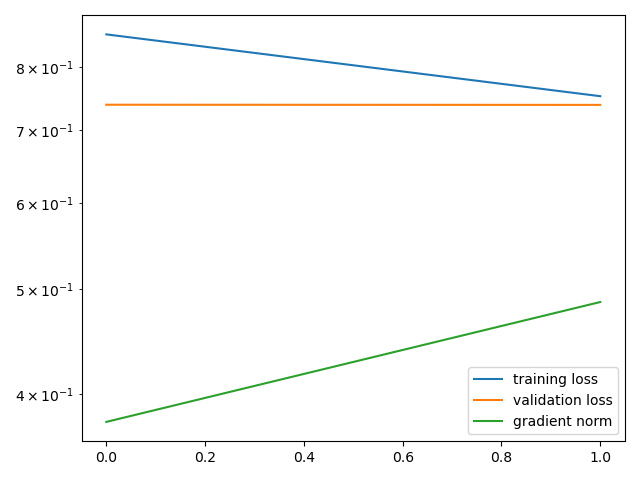 8 × 10⁻¹
7 × 10⁻¹
6 × 10⁻¹
5 × 10⁻¹
4 × 10⁻¹
0.0 0.2 0.4 0.6 0.8 1.0
training loss
validation loss
gradient norm